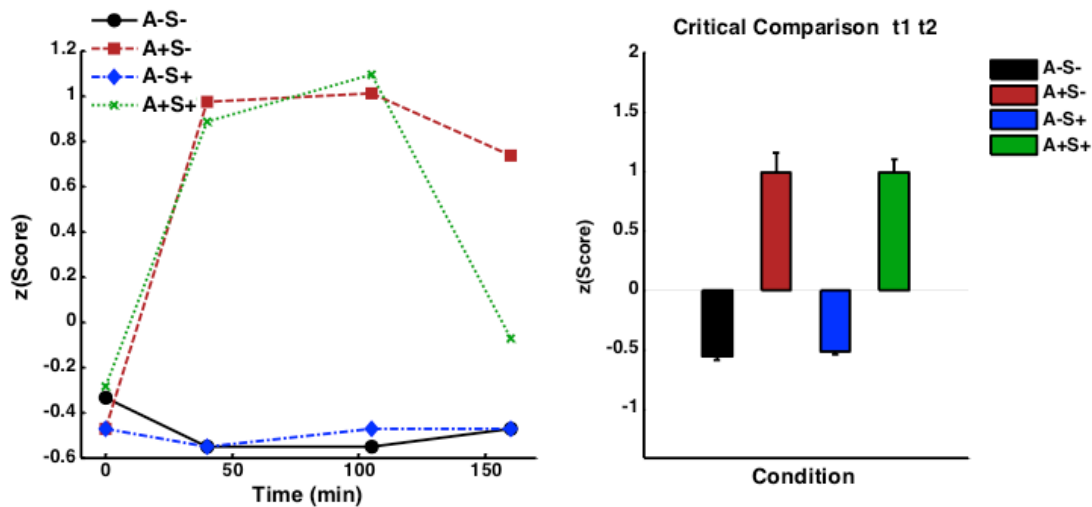 A-S-
A+S-
A-S+
A+S+
1.2
1
0.8
0.6
0.4
0.2
0
-0.2
-0.4
-0.6
z(Score)
0
50
100
150
Time (min)
Critical Comparison t1 t2
2
1.5
1
0.5
0
-0.5
-1
z(Score)
Condition
A-S-
A+S-
A-S+
A+S+